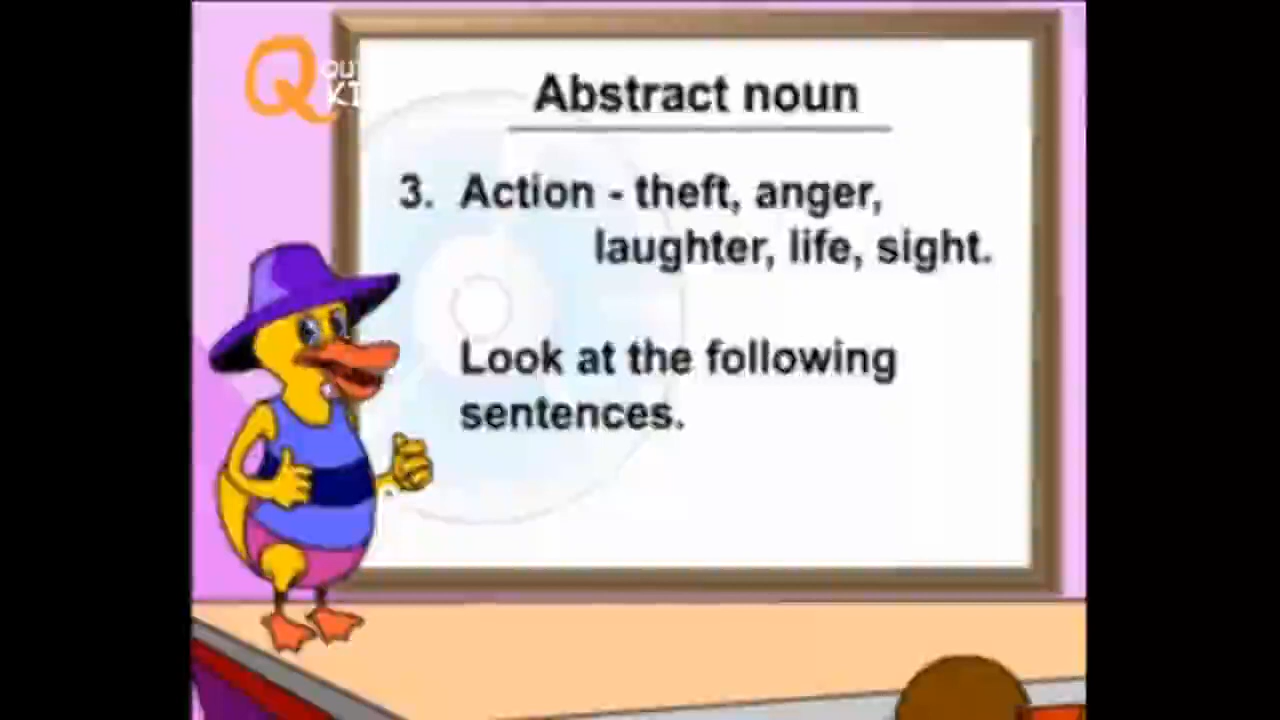 Q
Abstract noun
3. Action - theft, anger,
laughter, life, sight.
Look at the following
sentences.